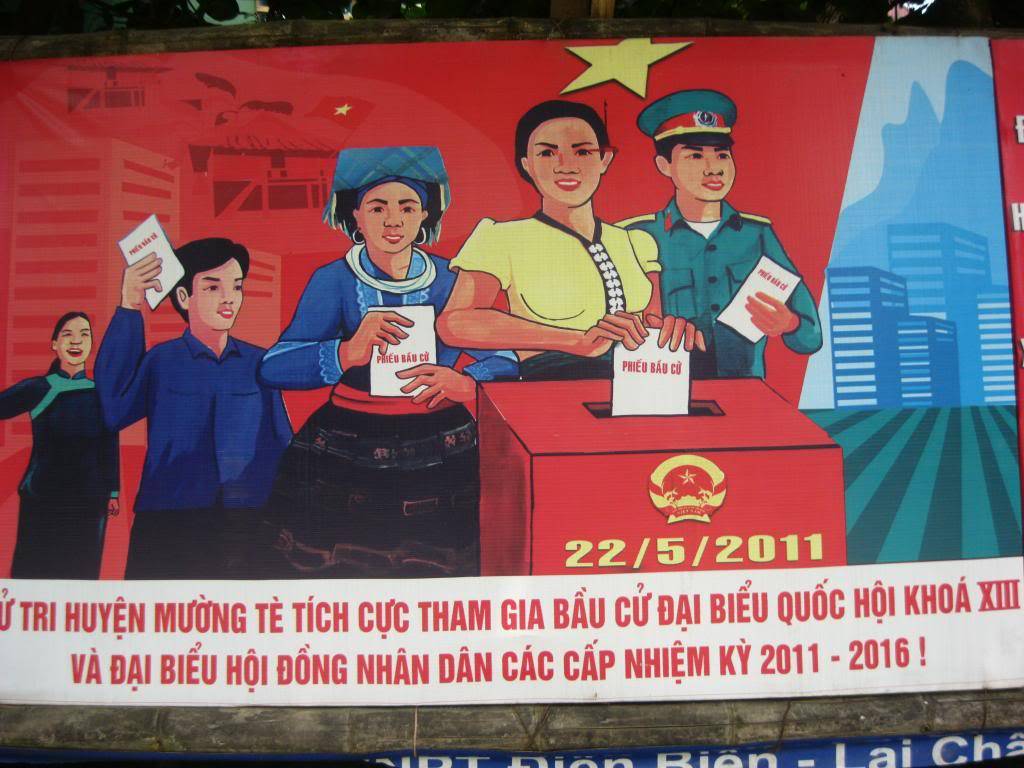 PHIẾU BẦU CỬ
PHIẾU BẦU CỬ
PHIẾU BẦU CỬ
PHIẾU BẦU CỬ
VIỆT NAM
22/5/2011
TRI HUYỆN MƯỜNG TÈ TÍCH CỰC THAM GIA BẦU CỬ ĐẠI BIỂU QUỐC HỘI KHOÁ XIII
VÀ ĐẠI BIỂU HỘI ĐỒNG NHÂN DÂN CÁC CẤP NHIỆM KỲ 2011 - 2016 !
Điện Biên - Lai